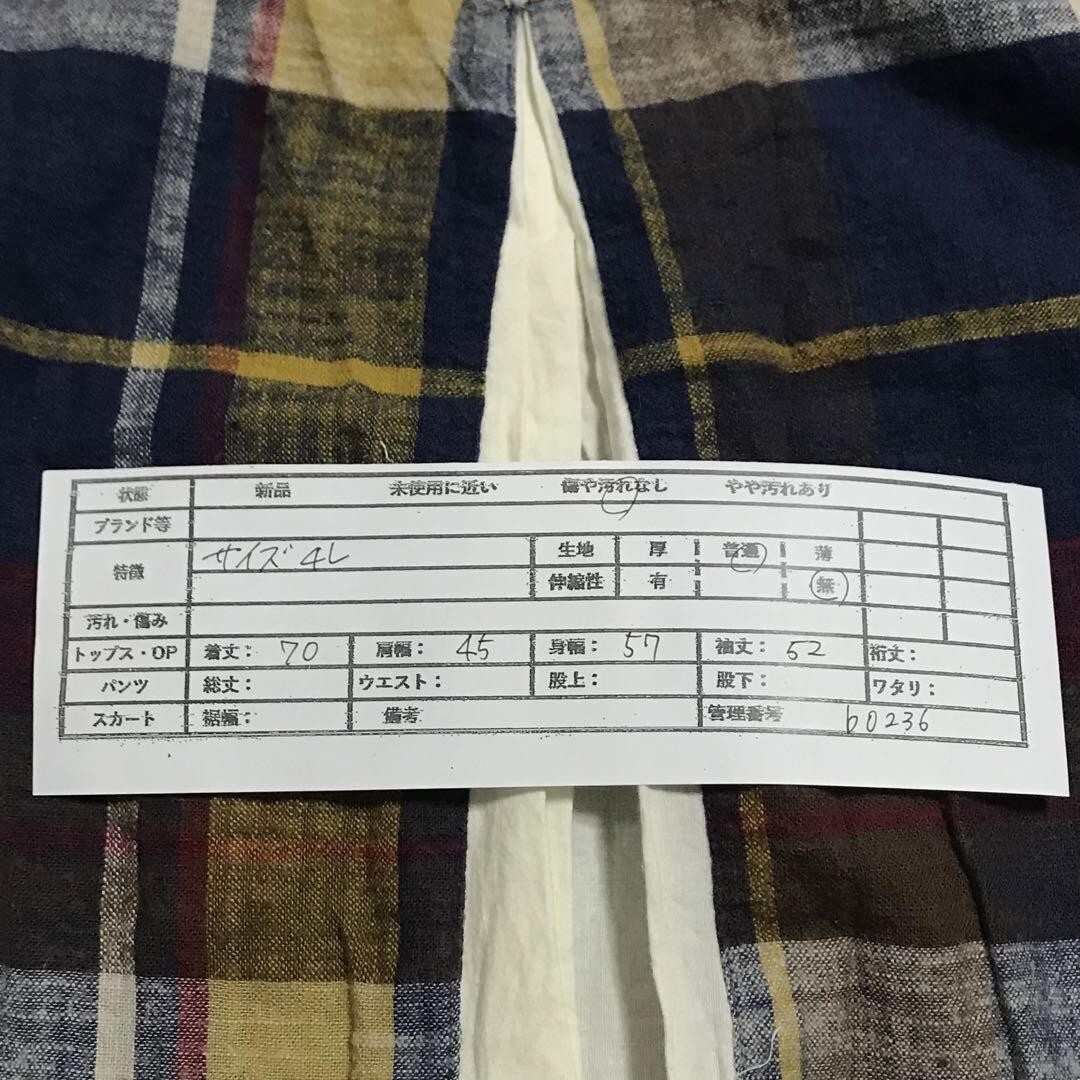 状態 新品 未使用に近い 傷や汚れなし やや汚れあり
ブランド等
特徴 サイズ4L 生地 厚 普通 薄
伸縮性 有 無
汚れ・傷み
トップス・OP 着丈: 70 肩幅: 45 身幅: 57 袖丈: 52 裄丈:
パンツ 総丈: ウエスト: 股上: 股下: ワタリ:
スカート 裾幅: 備考 管理番号 b0236